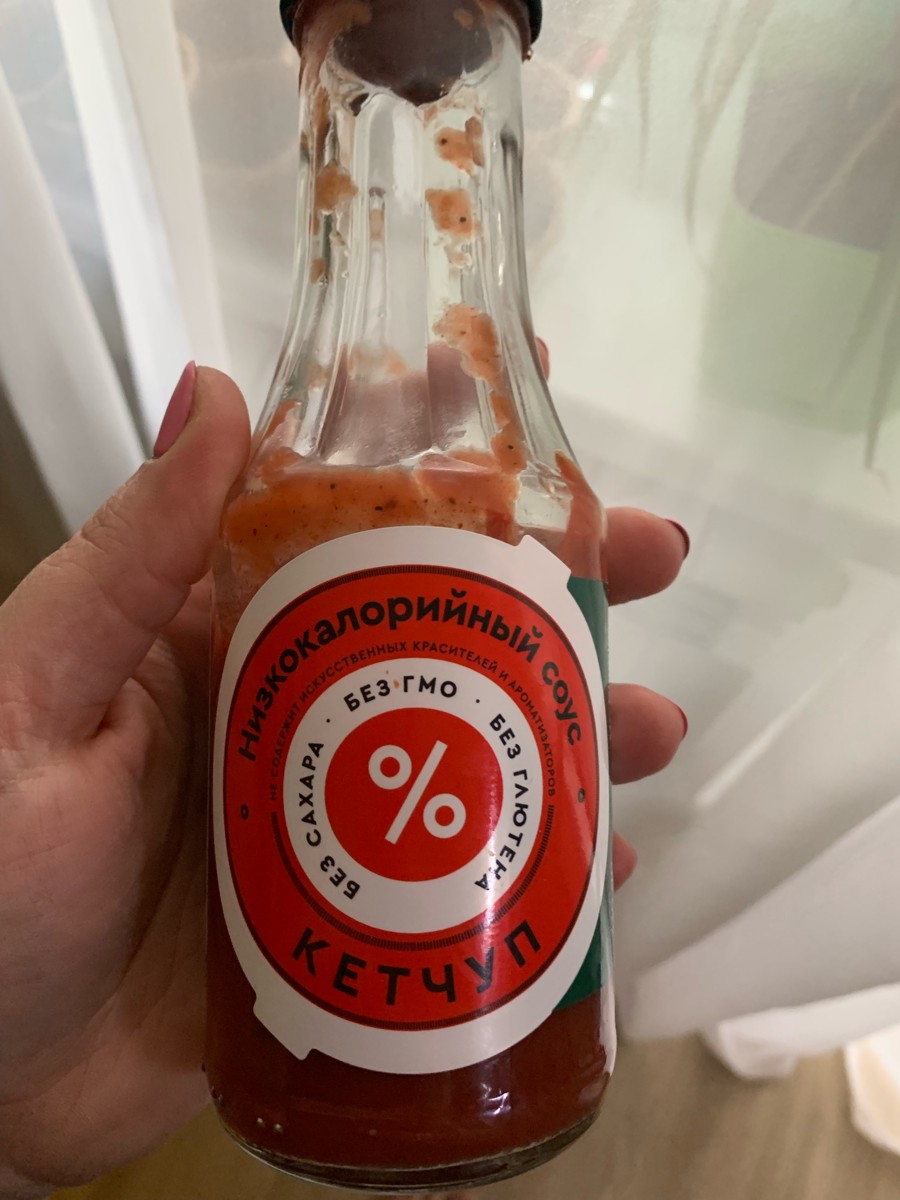 Низкокалорийный соус
НЕ СОДЕРЖИТ ИСКУССТВЕННЫХ КРАСИТЕЛЕЙ И АРОМАТИЗАТОРОВ
БЕЗ САХАРА · БЕЗ ГМО · БЕЗ ГЛЮТЕНА
%
КЕТЧУП